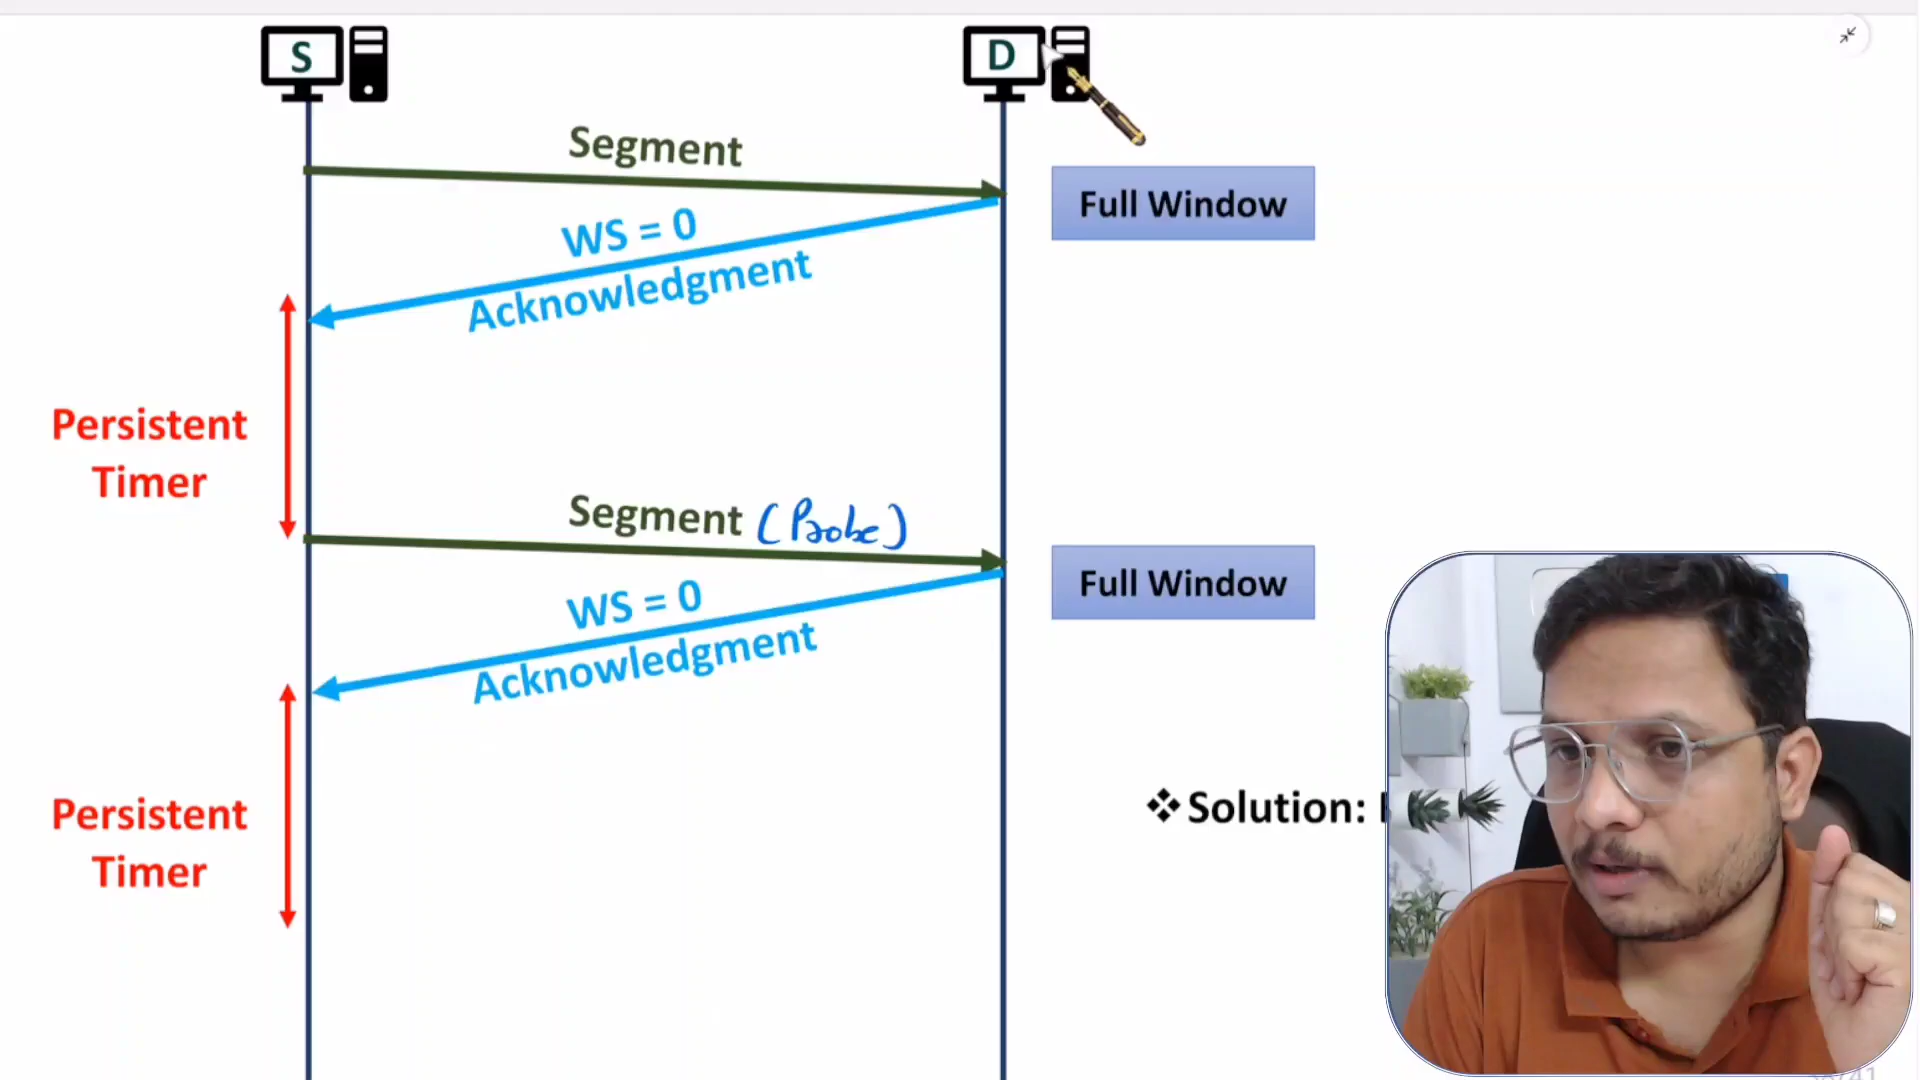 S
D
Segment
Full Window
WS = 0
Acknowledgment
Persistent
Timer
Segment (Probe)
Full Window
WS = 0
Acknowledgment
Persistent
Timer
❖ Solution: